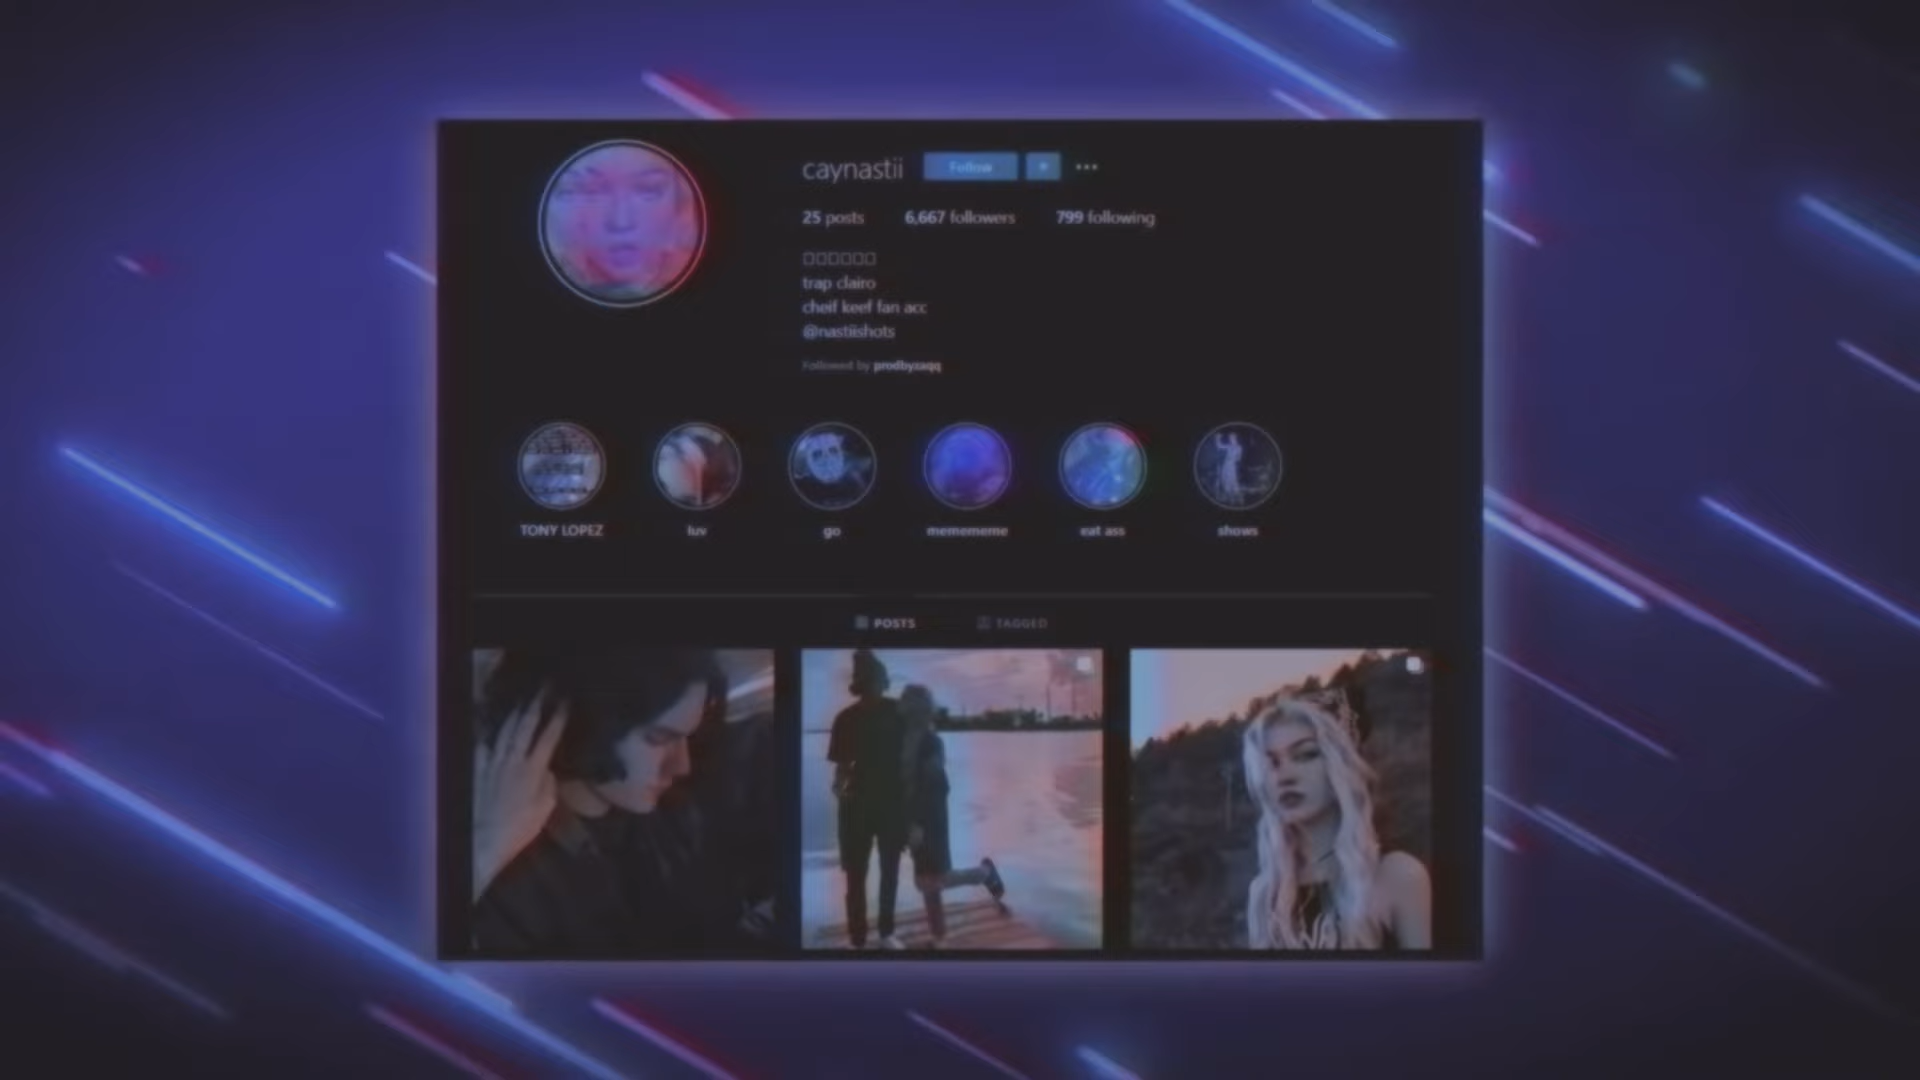 caynastii Follow
25 posts 6,667 followers 799 following
trap clairo
cheif keef fan acc
@nastiishots
Followed by prodbyzaqq
TONY LOPEZ luv go memememe eat ass shows
POSTS TAGGED